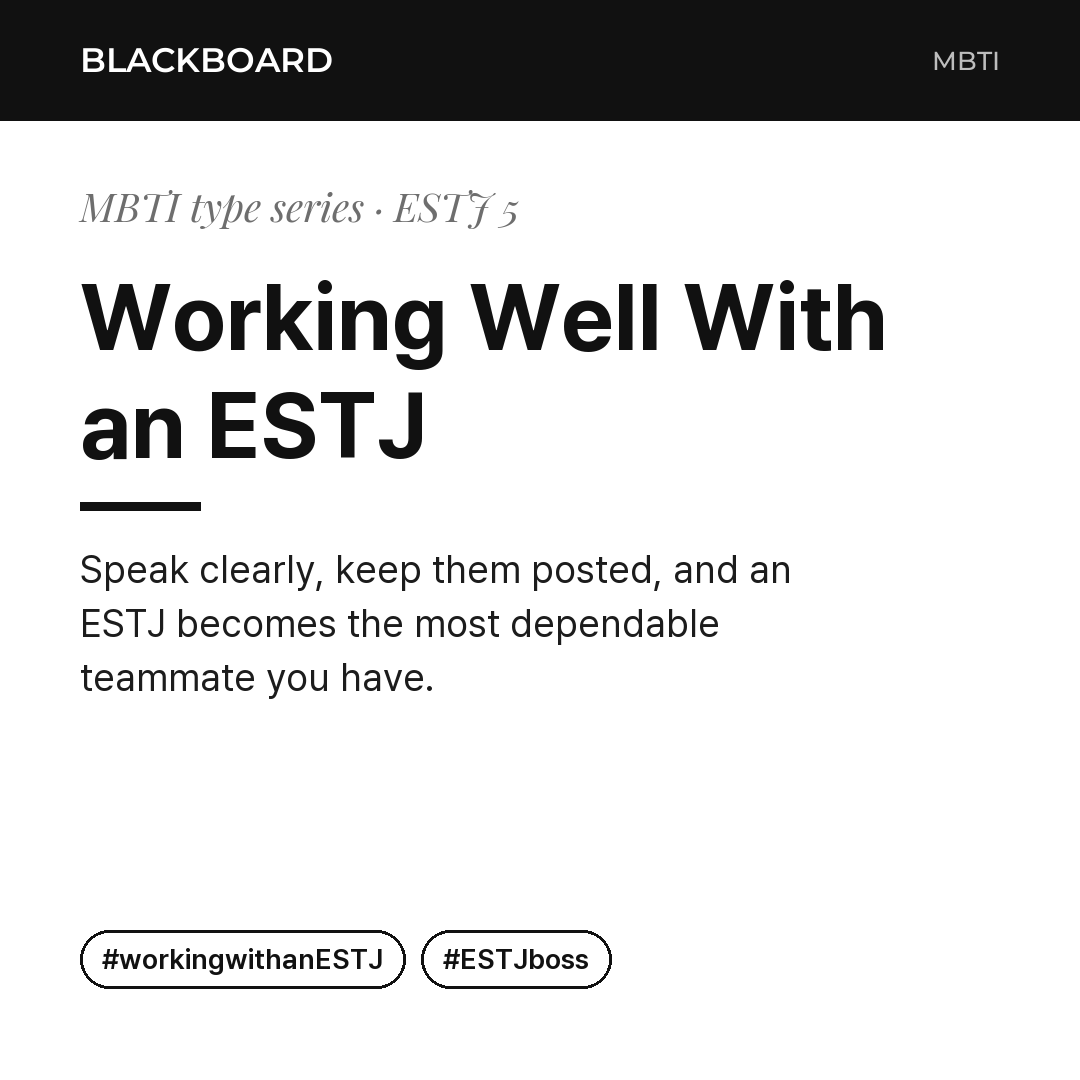 BLACKBOARD
MBTI
MBTI type series · ESTJ 5
Working Well With
an ESTJ
Speak clearly, keep them posted, and an
ESTJ becomes the most dependable
teammate you have.
#workingwithanESTJ
#ESTJboss